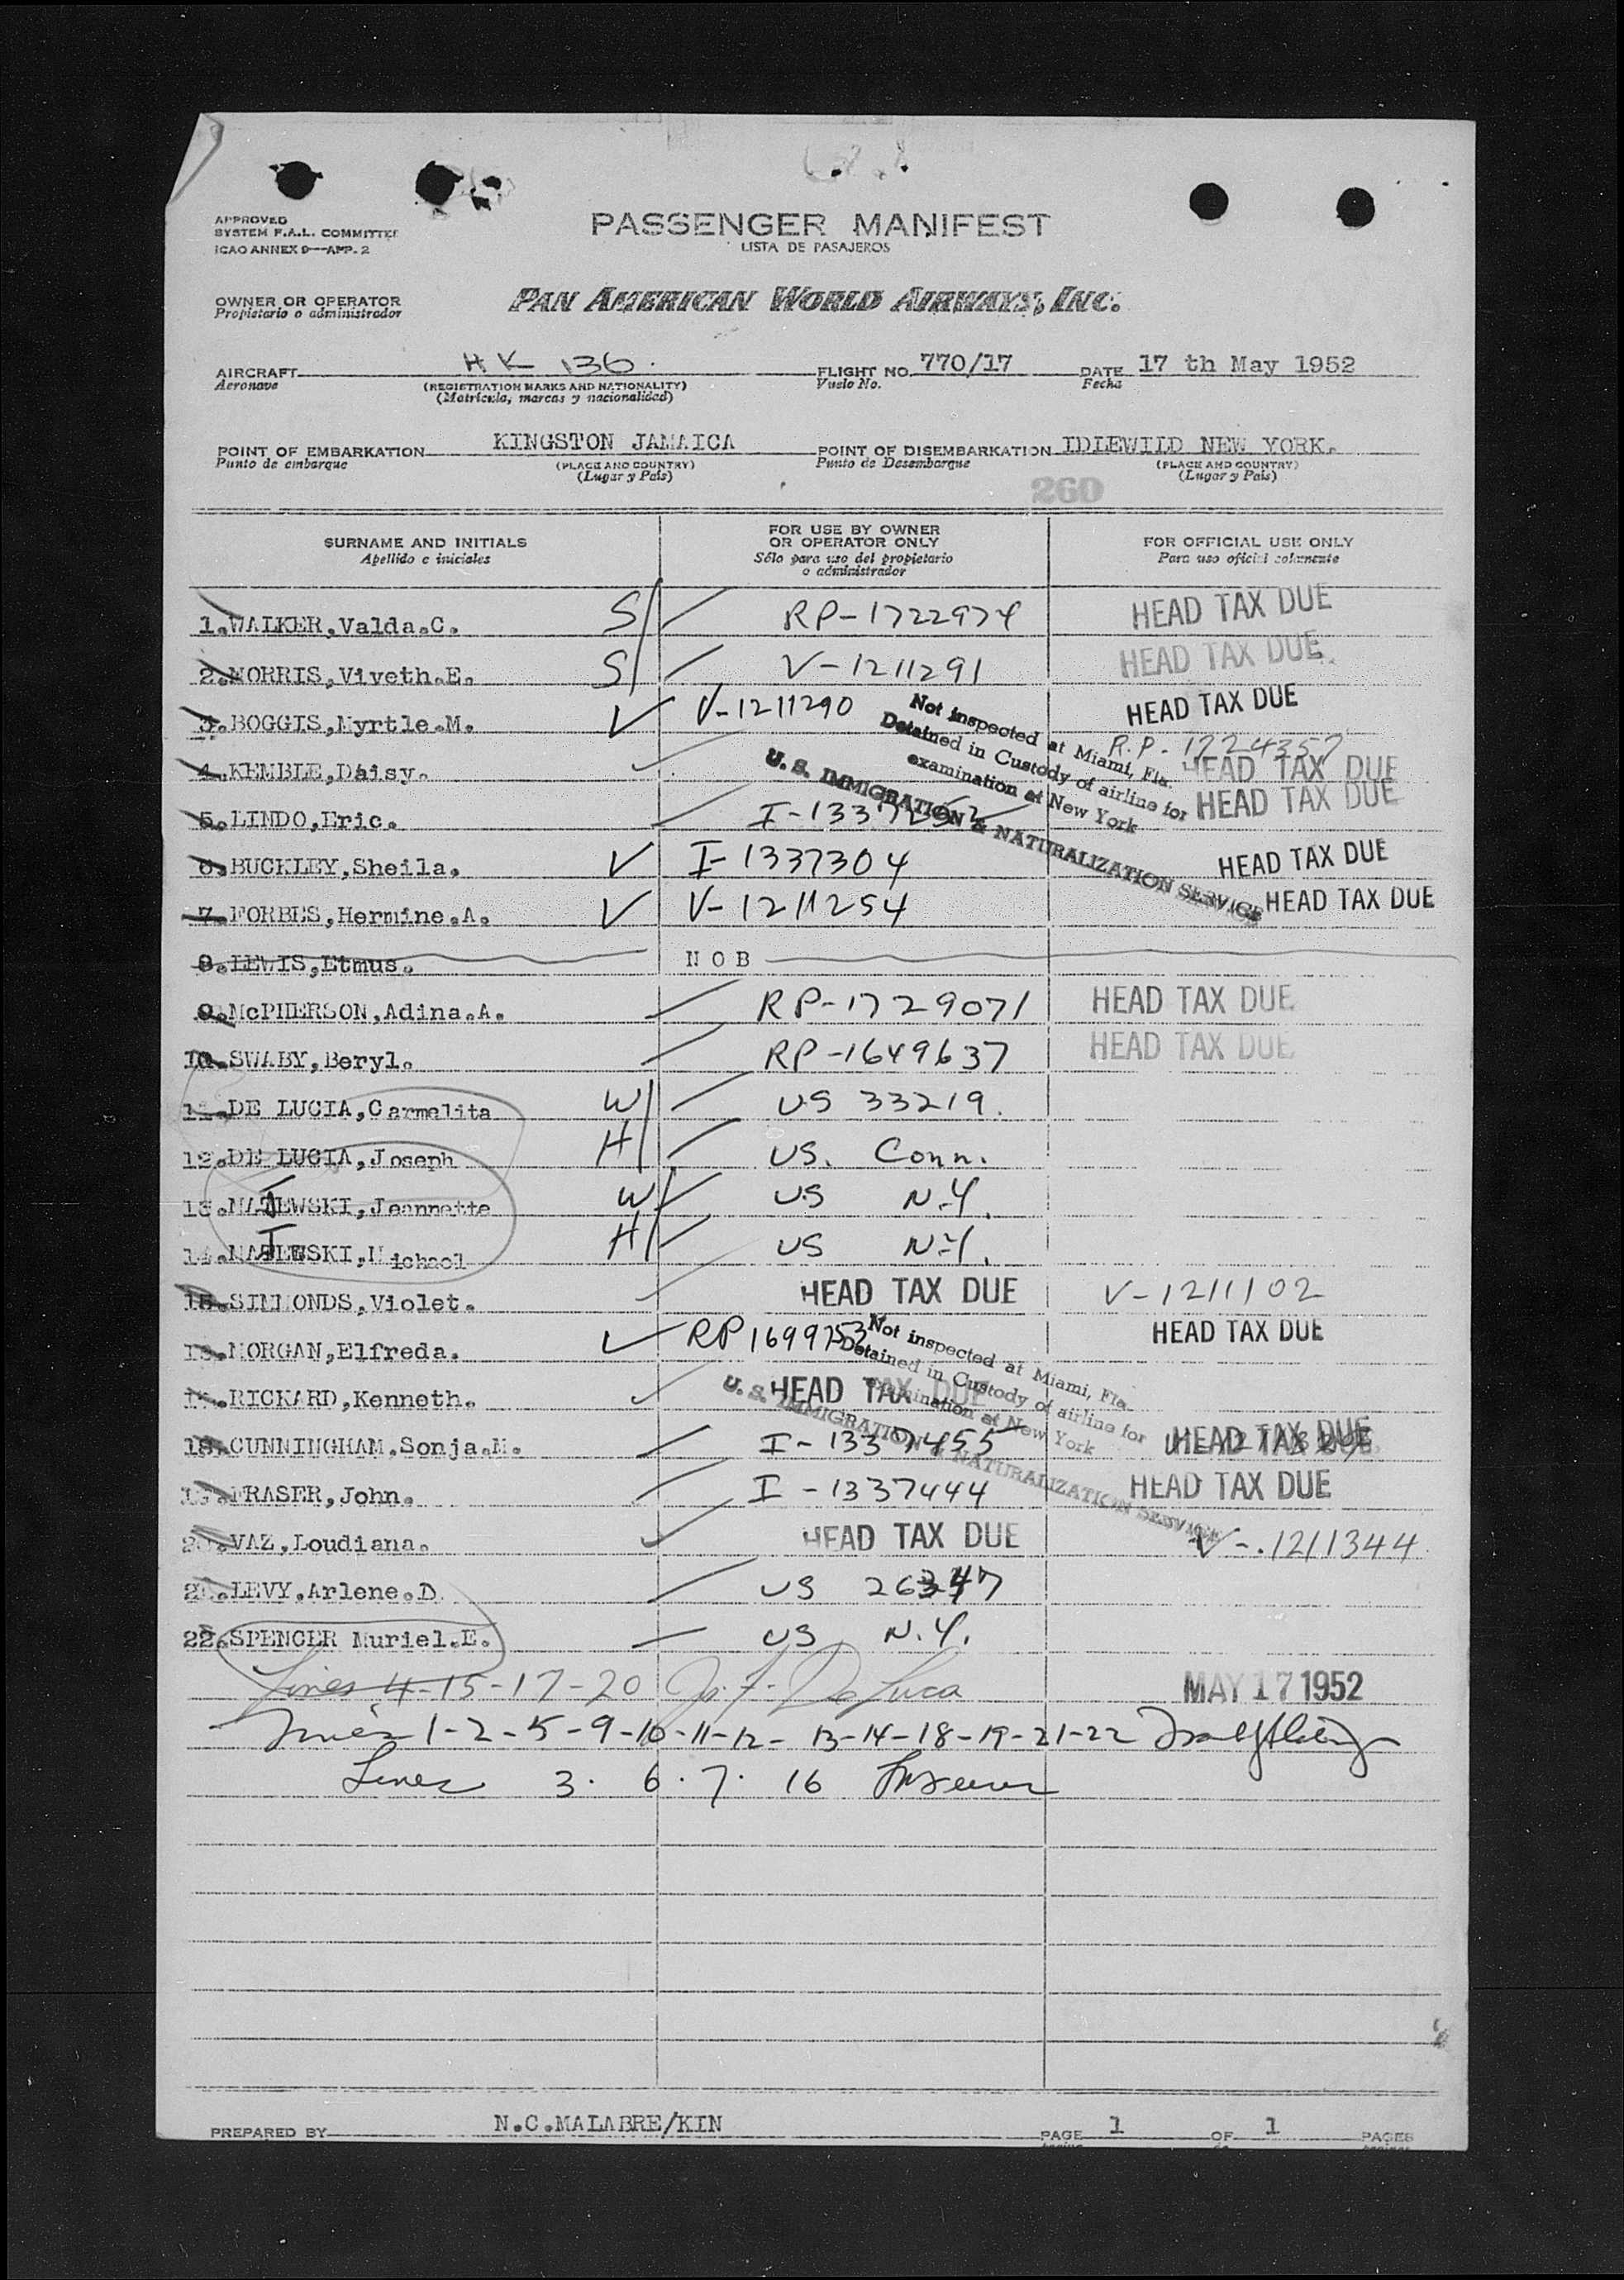 APPROVED
SYSTEM F.A.L. COMMITTEE
ICAO ANNEX 9—APP. 2
PASSENGER MANIFEST
LISTA DE PASAJEROS
OWNER OR OPERATOR
Propietario o administrador
PAN AMERICAN WORLD AIRWAYS, INC.
AIRCRAFT HK 136. FLIGHT NO. 770/17 DATE 17 th May 1952
Aeronave (REGISTRATION MARKS AND NATIONALITY) Vuelo No. Fecha
(Matrícula, marcas y nacionalidad)
POINT OF EMBARKATION KINGSTON JAMAICA POINT OF DISEMBARKATION IDLEWILD NEW YORK.
Punto de embarque (PLACE AND COUNTRY) Punto de Desembarque (PLACE AND COUNTRY)
(Lugar y País) (Lugar y País)
260
SURNAME AND INITIALS FOR USE BY OWNER OR OPERATOR ONLY FOR OFFICIAL USE ONLY
Apellido e iniciales Sólo para uso del propietario o administrador Para uso oficial solamente
1.WALKER,Valda.C. S RP-1722974 HEAD TAX DUE
2.MORRIS,Viveth.E. S V-1211291 HEAD TAX DUE
3.BOGGIS,Myrtle.M. V-1211290 HEAD TAX DUE
Not inspected at Miami, Fla.
Detained in Custody of airline for
examination at New York
U. S. IMMIGRATION & NATURALIZATION SERVICE
4.KEMBLE,Daisy. R.P.-1724357 HEAD TAX DUE
5.LINDO,Eric. HEAD TAX DUE
6.BUCKLEY,Sheila. I-1337304 HEAD TAX DUE
7.FORBES,Hermine.A. V-1211254 HEAD TAX DUE
8.LEWIS,Etmus. NOB
9.McPHERSON,Adina.A. RP-1729071 HEAD TAX DUE
10.SWABY,Beryl. RP-1649637 HEAD TAX DUE
11.DE LUCIA,Carmelita W US 33219.
12.DE LUCIA,Joseph H US. Conn.
13.MAJEWSKI,Jeannette W US N.Y.
14.MAJEWSKI,Michael H US N.Y.
15.SIMMONDS,Violet. HEAD TAX DUE V-1211102
16.MORGAN,Elfreda. RP 1699753 HEAD TAX DUE
Not inspected at Miami, Fla.
Detained in Custody of airline for
examination at New York
U. S. IMMIGRATION & NATURALIZATION SERVICE
17.RICKARD,Kenneth. HEAD TAX DUE
18.CUNNINGHAM,Sonja.M. I-1337455 HEAD TAX DUE
19.FRASER,John. I-1337444 HEAD TAX DUE
20.VAZ,Loudiana. HEAD TAX DUE V-.1211344
21.LEVY,Arlene.D US 26347
22.SPENCER Muriel.E. US N.Y.
Lines 4-15-17-20 Jo. F. De Luca MAY 17 1952
Lines 1-2-5-9-10-11-12-13-14-18-19-21-22
Lines 3. 6. 7. 16
PREPARED BY N.C.MALABRE/KIN PAGE 1 OF 1 PAGES